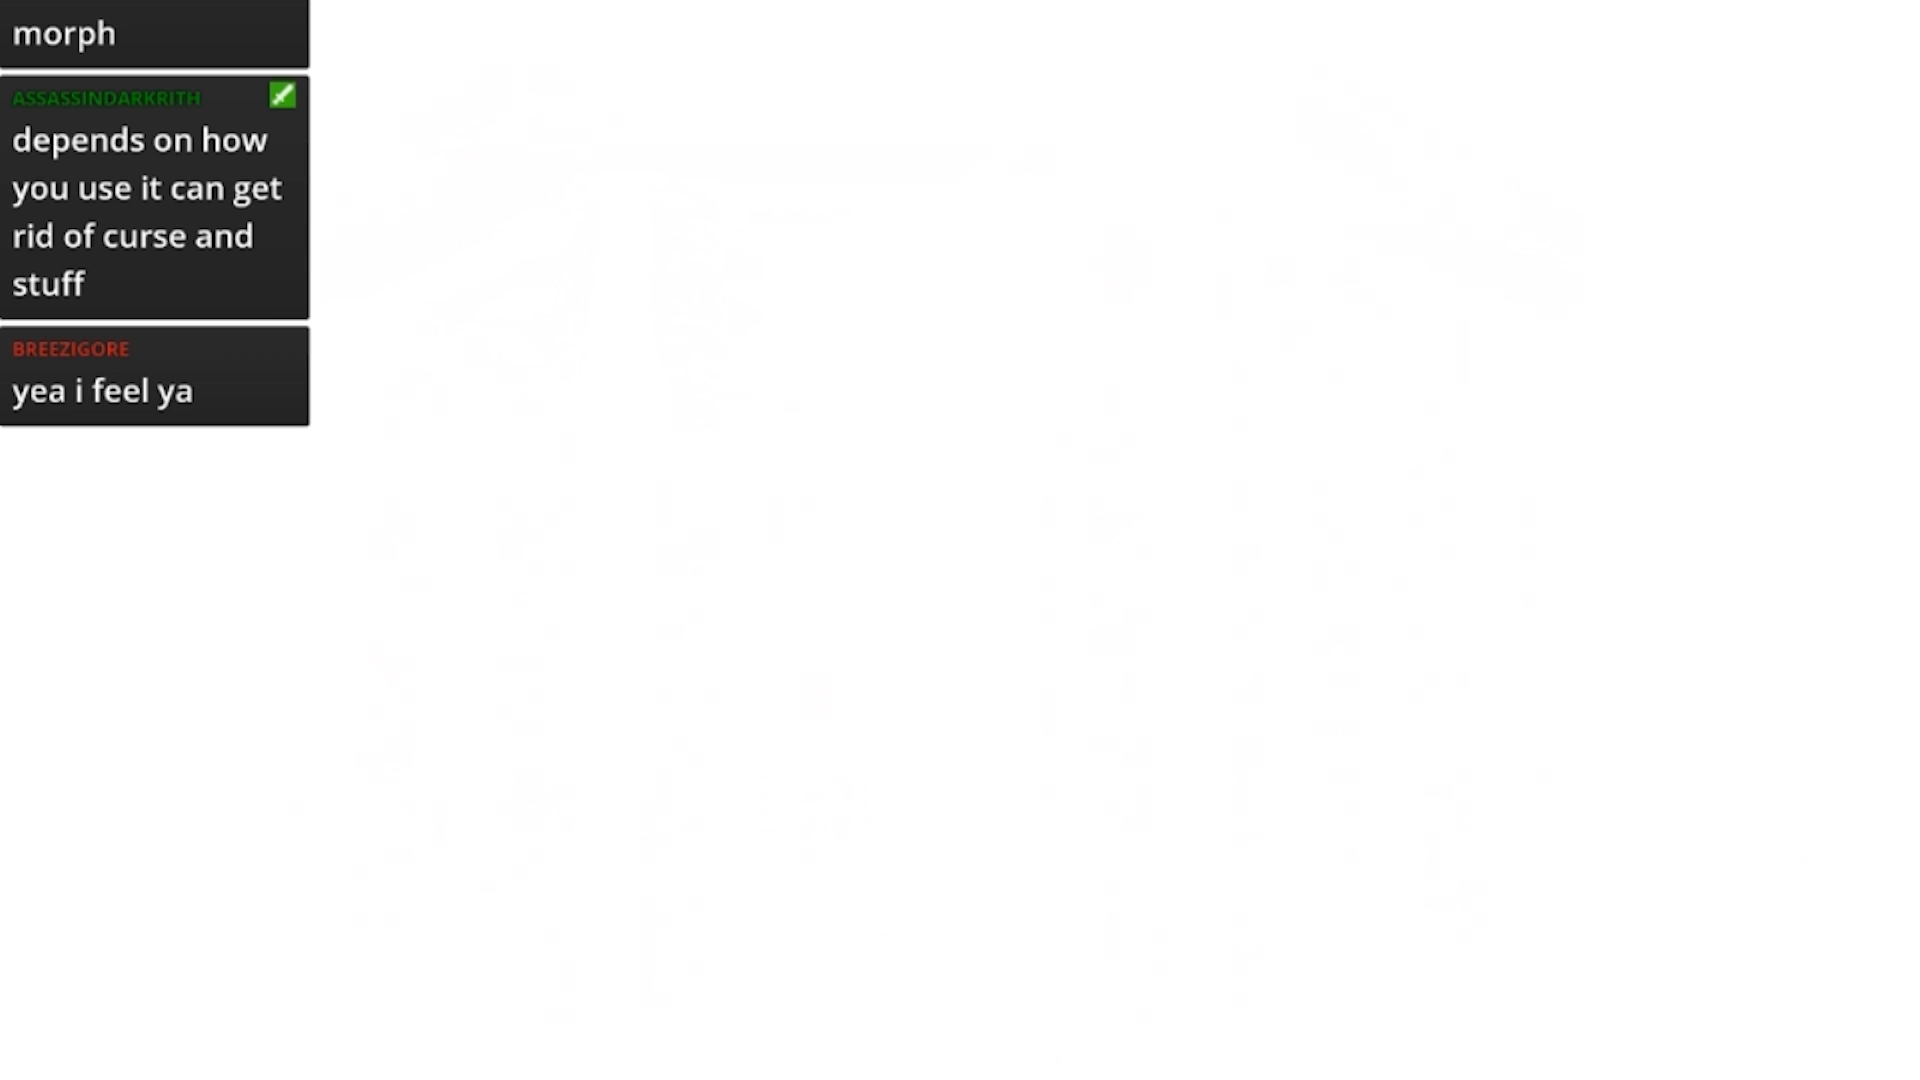 morph
ASSASSINDARKRITH
depends on how
you use it can get
rid of curse and
stuff
BREEZIGORE
yea i feel ya